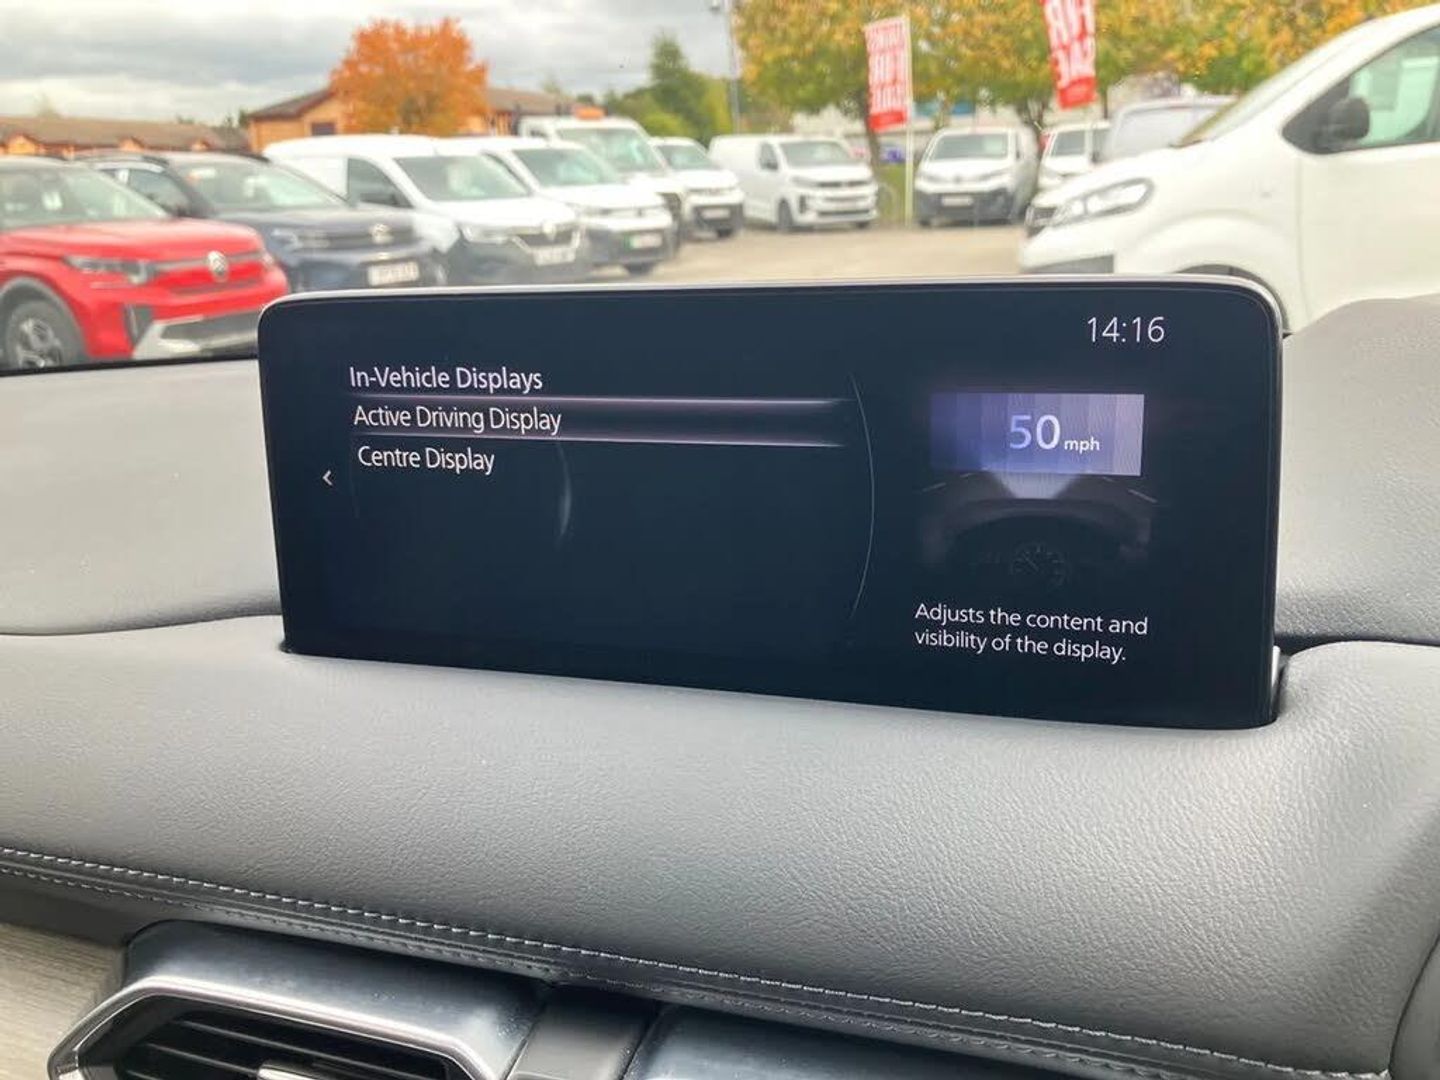 14:16
In-Vehicle Displays
Active Driving Display
Centre Display
50 mph
Adjusts the content and
visibility of the display.